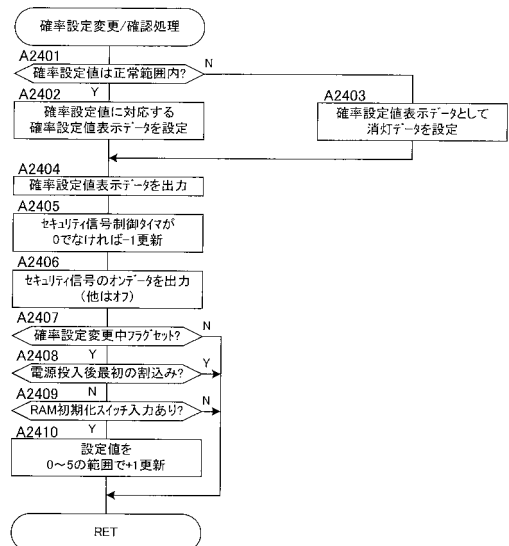 確率設定変更/確認処理
A2401
確率設定値は正常範囲内?
N
Y
A2402
確率設定値に対応する
確率設定値表示データを設定
A2403
確率設定値表示データとして
消灯データを設定
A2404
確率設定値表示データを出力
A2405
セキュリティ信号制御タイマが
0でなければ-1更新
A2406
セキュリティ信号のオンデータを出力
(他はオフ)
A2407
確率設定変更中フラグセット?
N
Y
A2408
電源投入後最初の割込み?
Y
N
A2409
RAM初期化スイッチ入力あり?
N
Y
A2410
設定値を
0～5の範囲で+1更新
RET